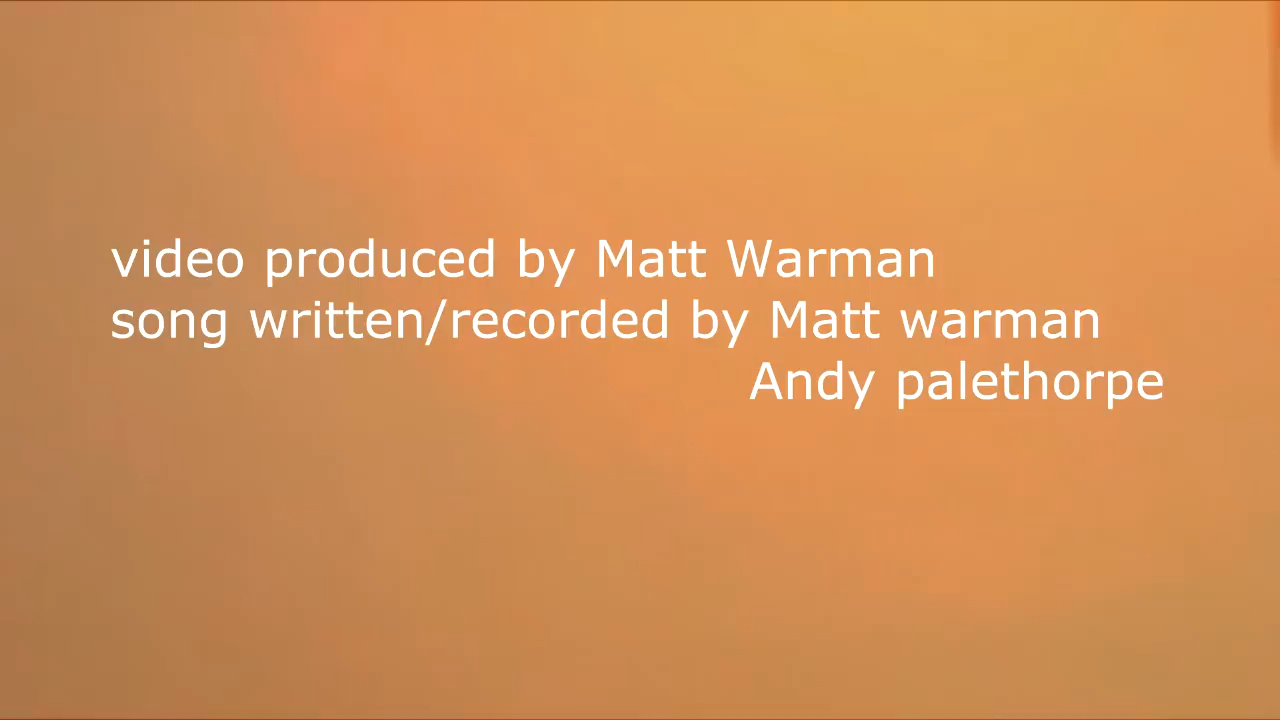 video produced by Matt Warman
song written/recorded by Matt warman
Andy palethorpe